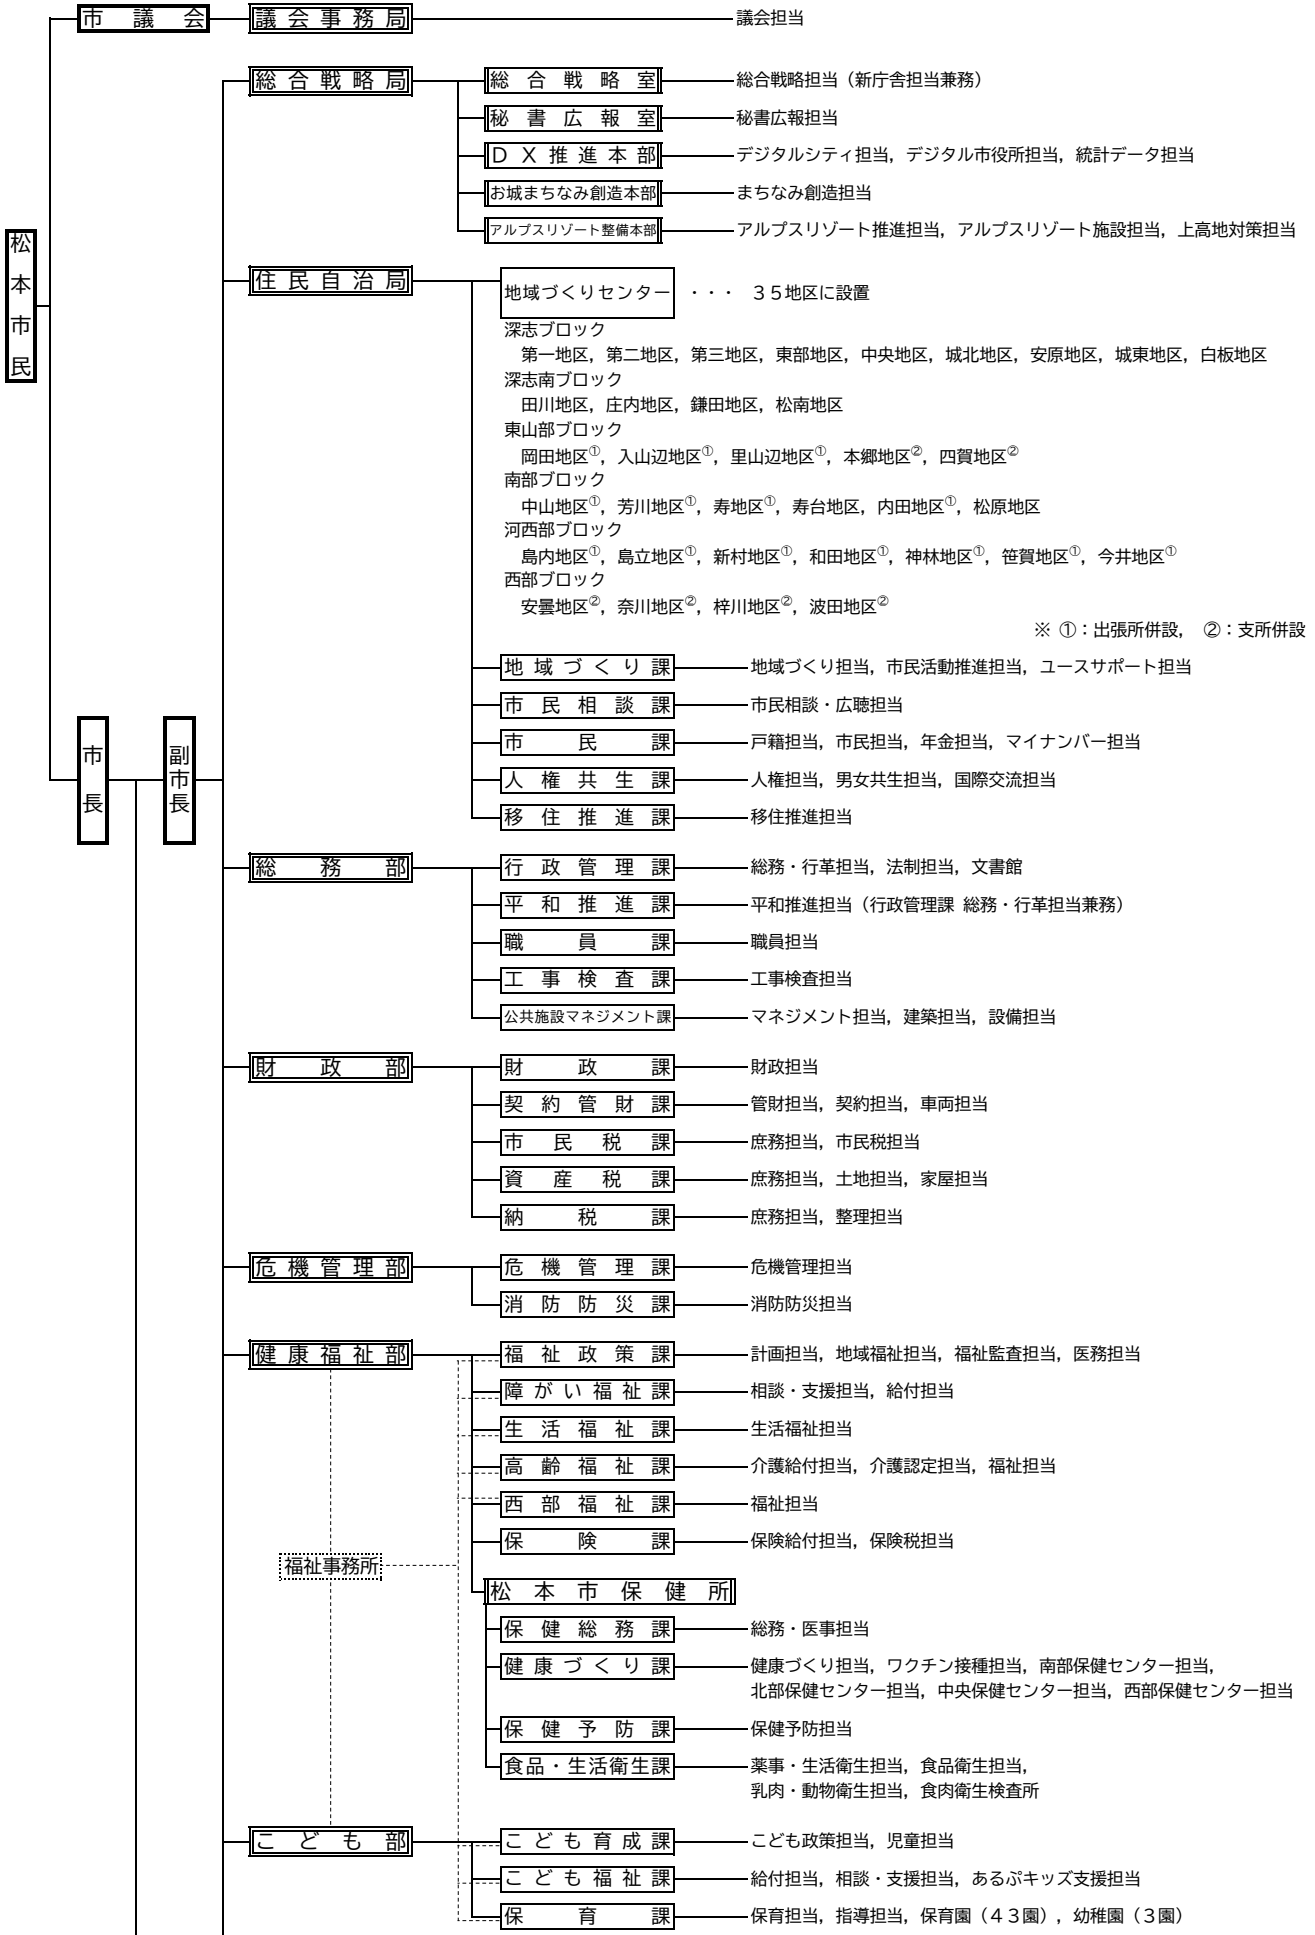 市議会 議会事務局 議会担当
総合戦略局 総合戦略室 総合戦略担当（新庁舎担当兼務）
秘書広報室 秘書広報担当
ＤＸ推進本部 デジタルシティ担当，デジタル市役所担当，統計データ担当
お城まちなみ創造本部 まちなみ創造担当
アルプスリゾート整備本部 アルプスリゾート推進担当，アルプスリゾート施設担当，上高地対策担当
松本市民
住民自治局 地域づくりセンター ・・・ ３５地区に設置
深志ブロック
第一地区，第二地区，第三地区，東部地区，中央地区，城北地区，安原地区，城東地区，白板地区
深志南ブロック
田川地区，庄内地区，鎌田地区，松南地区
東山部ブロック
岡田地区①，入山辺地区①，里山辺地区①，本郷地区②，四賀地区②
南部ブロック
中山地区①，芳川地区①，寿地区①，寿台地区，内田地区①，松原地区
河西部ブロック
島内地区①，島立地区①，新村地区①，和田地区①，神林地区①，笹賀地区①，今井地区①
西部ブロック
安曇地区②，奈川地区②，梓川地区②，波田地区②
※ ①：出張所併設， ②：支所併設
地域づくり課 地域づくり担当，市民活動推進担当，ユースサポート担当
市民相談課 市民相談・広聴担当
市民課 戸籍担当，市民担当，年金担当，マイナンバー担当
市長 副市長
人権共生課 人権担当，男女共生担当，国際交流担当
移住推進課 移住推進担当
総務部 行政管理課 総務・行革担当，法制担当，文書館
平和推進課 平和推進担当（行政管理課 総務・行革担当兼務）
職員課 職員担当
工事検査課 工事検査担当
公共施設マネジメント課 マネジメント担当，建築担当，設備担当
財政部 財政課 財政担当
契約管財課 管財担当，契約担当，車両担当
市民税課 庶務担当，市民税担当
資産税課 庶務担当，土地担当，家屋担当
納税課 庶務担当，整理担当
危機管理部 危機管理課 危機管理担当
消防防災課 消防防災担当
健康福祉部 福祉政策課 計画担当，地域福祉担当，福祉監査担当，医務担当
障がい福祉課 相談・支援担当，給付担当
生活福祉課 生活福祉担当
高齢福祉課 介護給付担当，介護認定担当，福祉担当
西部福祉課 福祉担当
保険課 保険給付担当，保険税担当
福祉事務所
松本市保健所
保健総務課 総務・医事担当
健康づくり課 健康づくり担当，ワクチン接種担当，南部保健センター担当，
北部保健センター担当，中央保健センター担当，西部保健センター担当
保健予防課 保健予防担当
食品・生活衛生課 薬事・生活衛生担当，食品衛生担当，
乳肉・動物衛生担当，食肉衛生検査所
こども部 こども育成課 こども政策担当，児童担当
こども福祉課 給付担当，相談・支援担当，あるぷキッズ支援担当
保育課 保育担当，指導担当，保育園（４３園），幼稚園（３園）